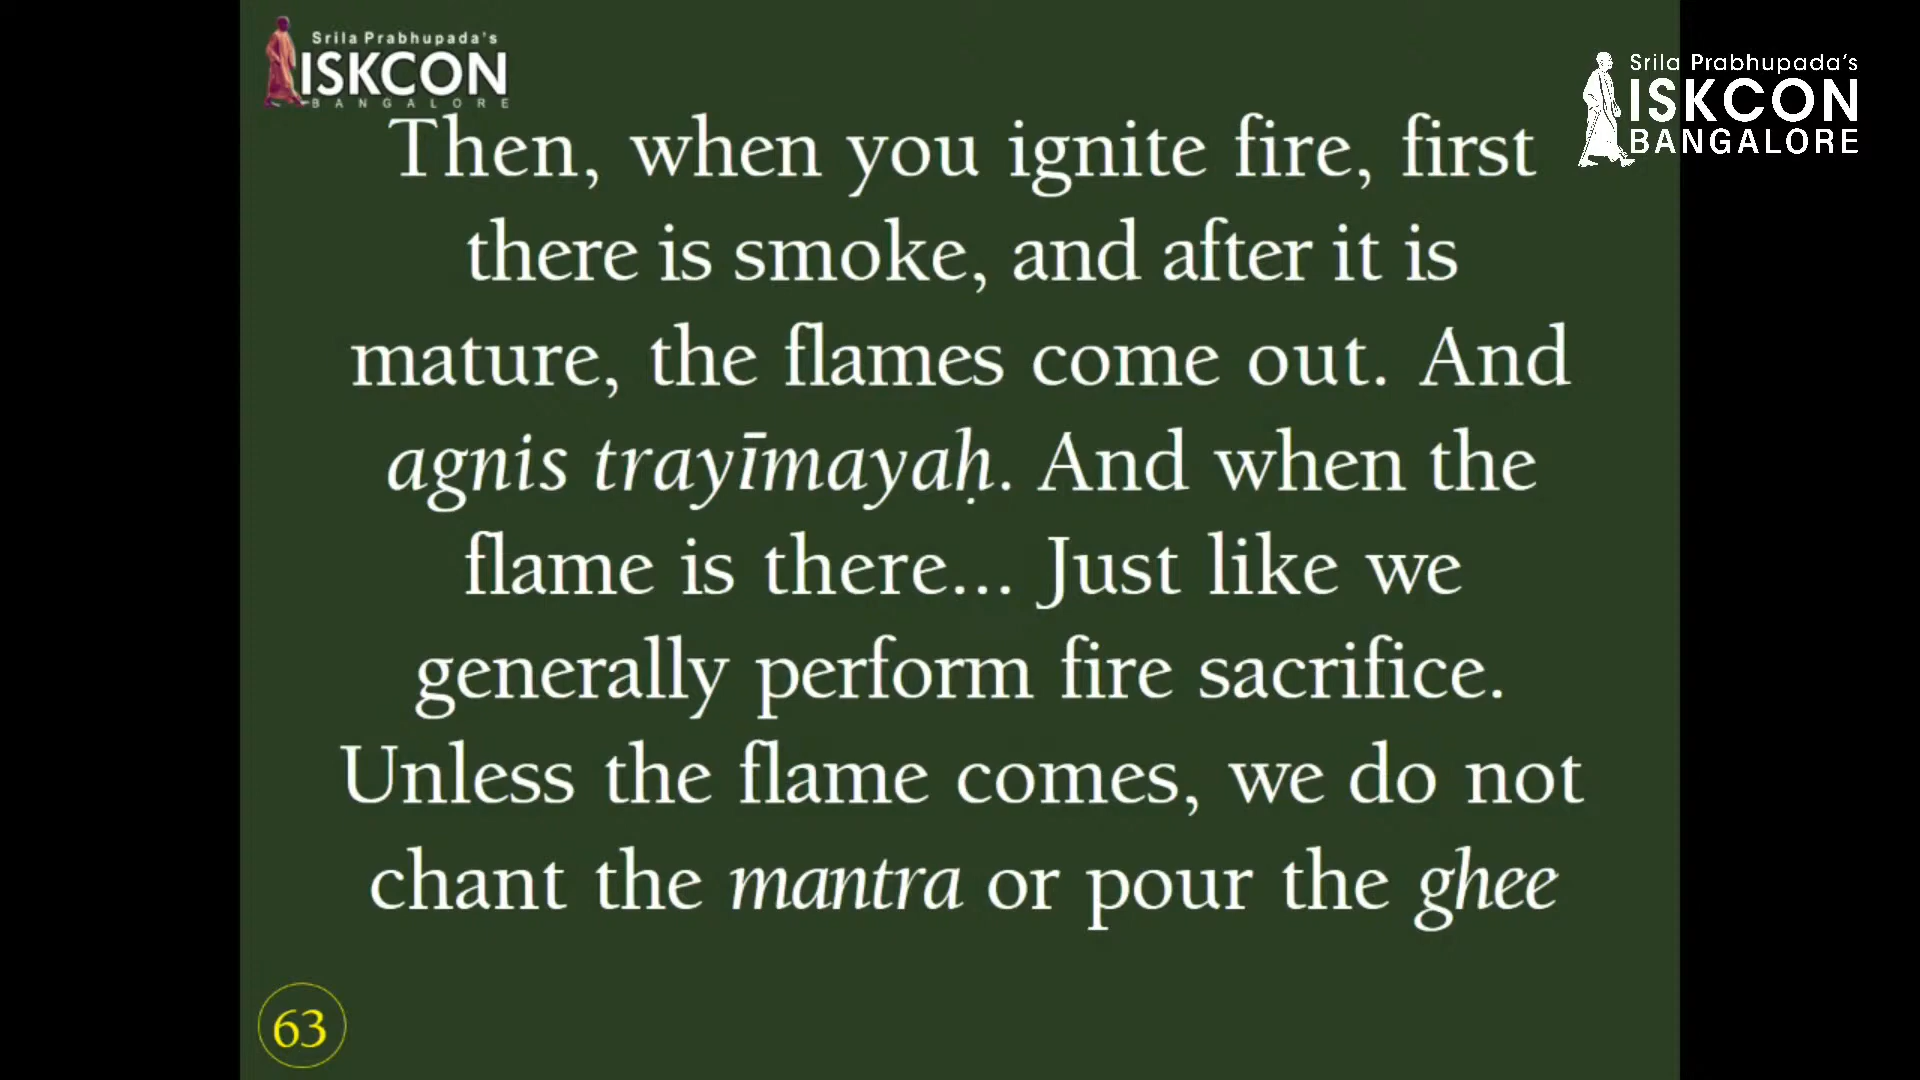 Srila Prabhupada's
ISKCON
BANGALORE
Srila Prabhupada's
ISKCON
BANGALORE
Then, when you ignite fire, first
there is smoke, and after it is
mature, the flames come out. And
agnis trayīmayaḥ. And when the
flame is there... Just like we
generally perform fire sacrifice.
Unless the flame comes, we do not
chant the mantra or pour the ghee
63